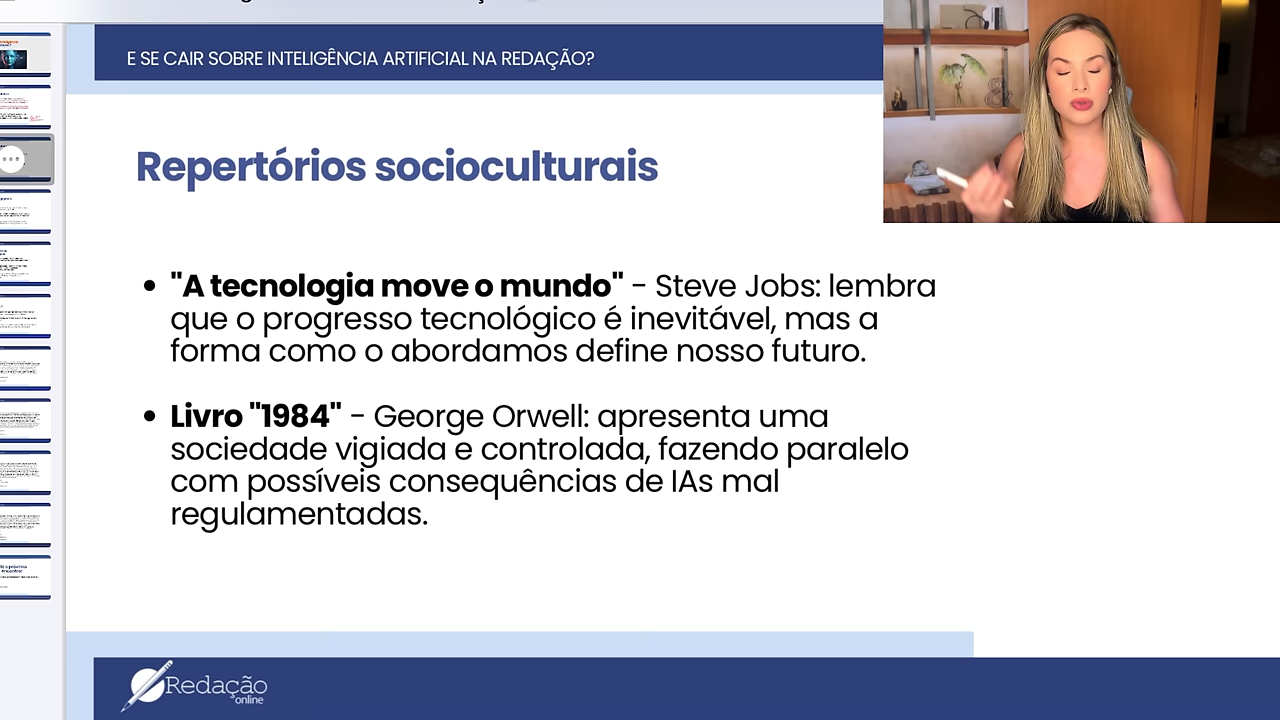 E SE CAIR SOBRE INTELIGÊNCIA ARTIFICIAL NA REDAÇÃO?
Repertórios socioculturais
• "A tecnologia move o mundo" - Steve Jobs: lembra
que o progresso tecnológico é inevitável, mas a
forma como o abordamos define nosso futuro.
• Livro "1984" - George Orwell: apresenta uma
sociedade vigiada e controlada, fazendo paralelo
com possíveis consequências de IAs mal
regulamentadas.
Redação
online